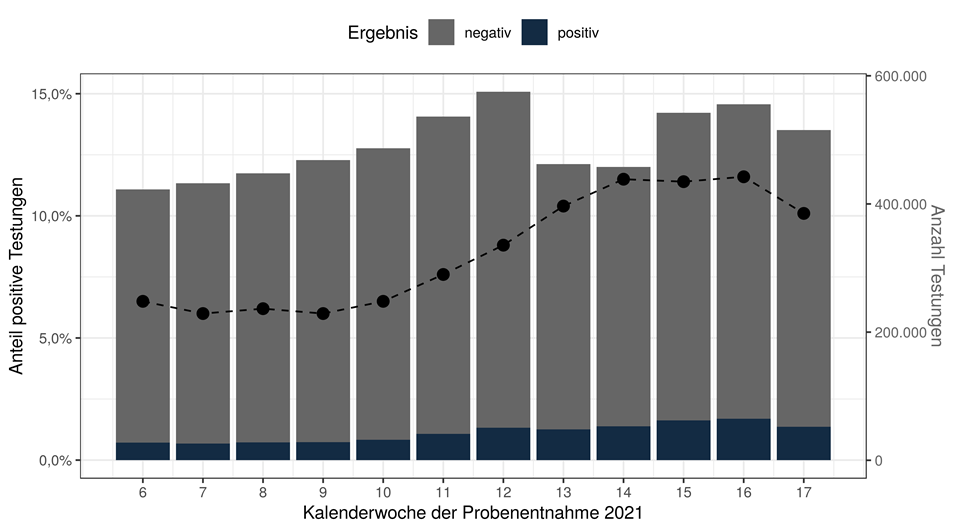 Ergebnis negativ positiv
15,0%
10,0%
5,0%
0,0%
Anteil positive Testungen
600.000
400.000
200.000
0
Anzahl Testungen
6 7 8 9 10 11 12 13 14 15 16 17
Kalenderwoche der Probenentnahme 2021